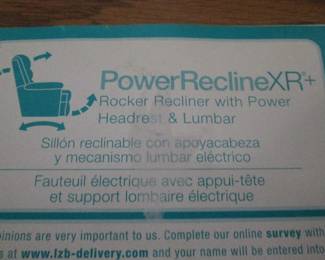 PowerReclineXR®+
Rocker Recliner with Power
Headrest & Lumbar
Sillón reclinable con apoyacabeza
y mecanismo lumbar eléctrico
Fauteuil électrique avec appui-tête
et support lombaire électrique
inions are very important to us. Complete our online survey with
s at www.lzb-delivery.com and your name will be entered into